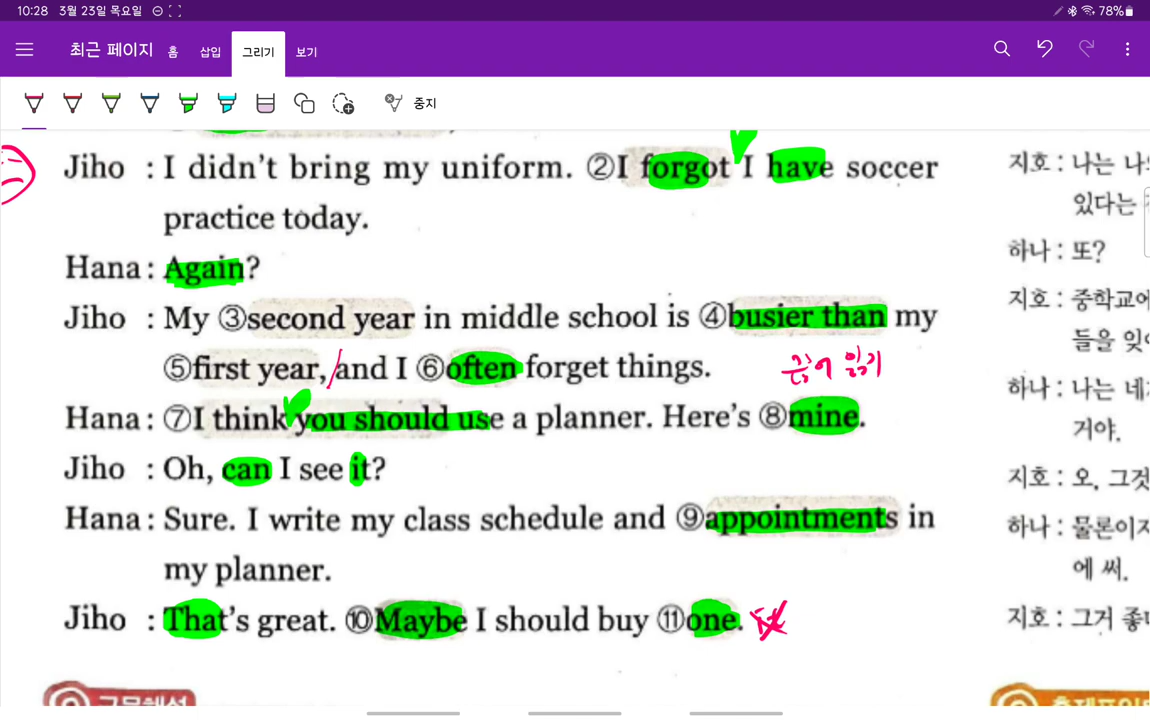 10:28 3월 23일 목요일 78%
최근 페이지 홈 삽입 그리기 보기
중지
Jiho : I didn't bring my uniform. ②I forgot I have soccer
practice today.
Hana : Again?
Jiho : My ③second year in middle school is ④busier than my
⑤first year, and I ⑥often forget things.
끊어 읽기
Hana : ⑦I think you should use a planner. Here's ⑧mine.
Jiho : Oh, can I see it?
Hana : Sure. I write my class schedule and ⑨appointments in
my planner.
Jiho : That's great. ⑩Maybe I should buy ⑪one.
지호 : 나는
있다는
하나 : 또?
지호 : 중학교에
들을
하나 : 나는
거야.
지호 : 오, 그것
하나 : 물론이지
에 써.
지호 : 그거